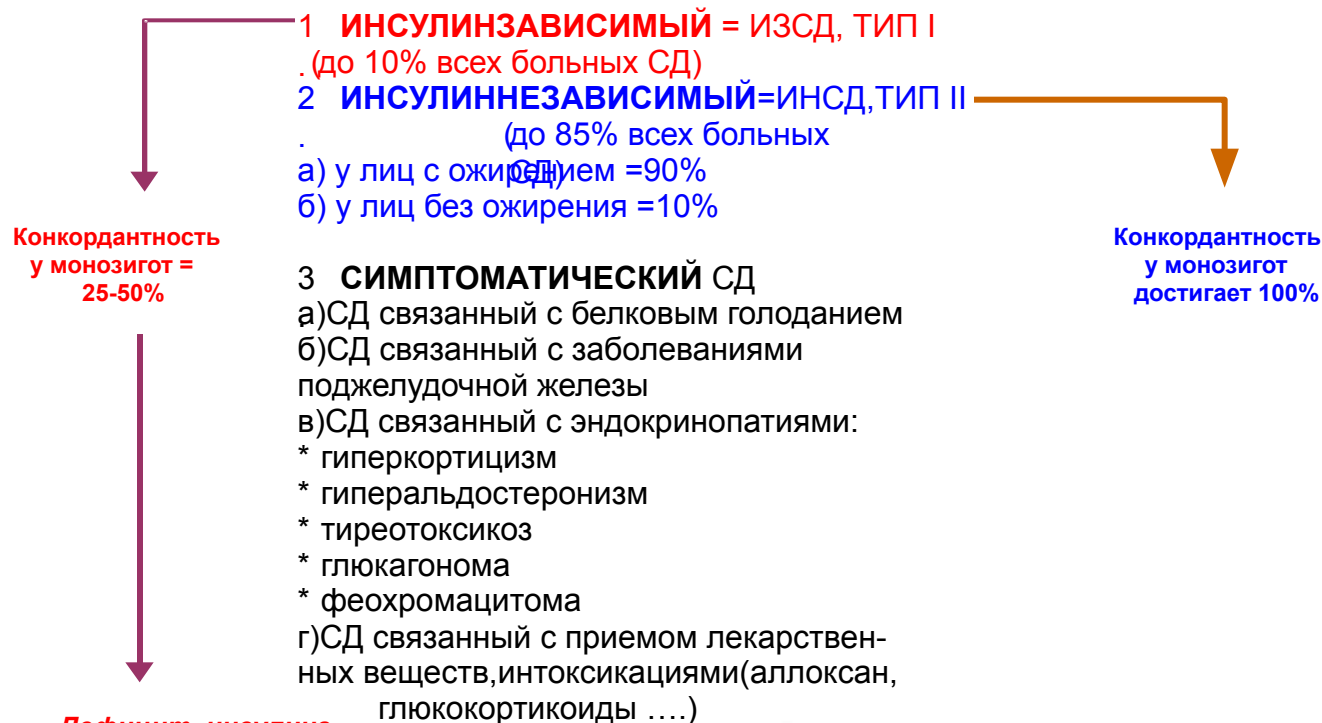 1 ИНСУЛИНЗАВИСИМЫЙ = ИЗСД, ТИП I
. (до 10% всех больных СД)
2 ИНСУЛИННЕЗАВИСИМЫЙ=ИНСД,ТИП II
. (до 85% всех больных
СД)
а) у лиц с ожирением =90%
б) у лиц без ожирения =10%
Конкордантность
у монозигот =
25-50%
Конкордантность
у монозигот
достигает 100%
3 СИМПТОМАТИЧЕСКИЙ СД
.
а)СД связанный с белковым голоданием
б)СД связанный с заболеваниями
поджелудочной железы
в)СД связанный с эндокринопатиями:
* гиперкортицизм
* гиперальдостеронизм
* тиреотоксикоз
* глюкагонома
* феохромацитома
г)СД связанный с приемом лекарствен-
ных веществ,интоксикациями(аллоксан,
глюкокортикоиды ….)